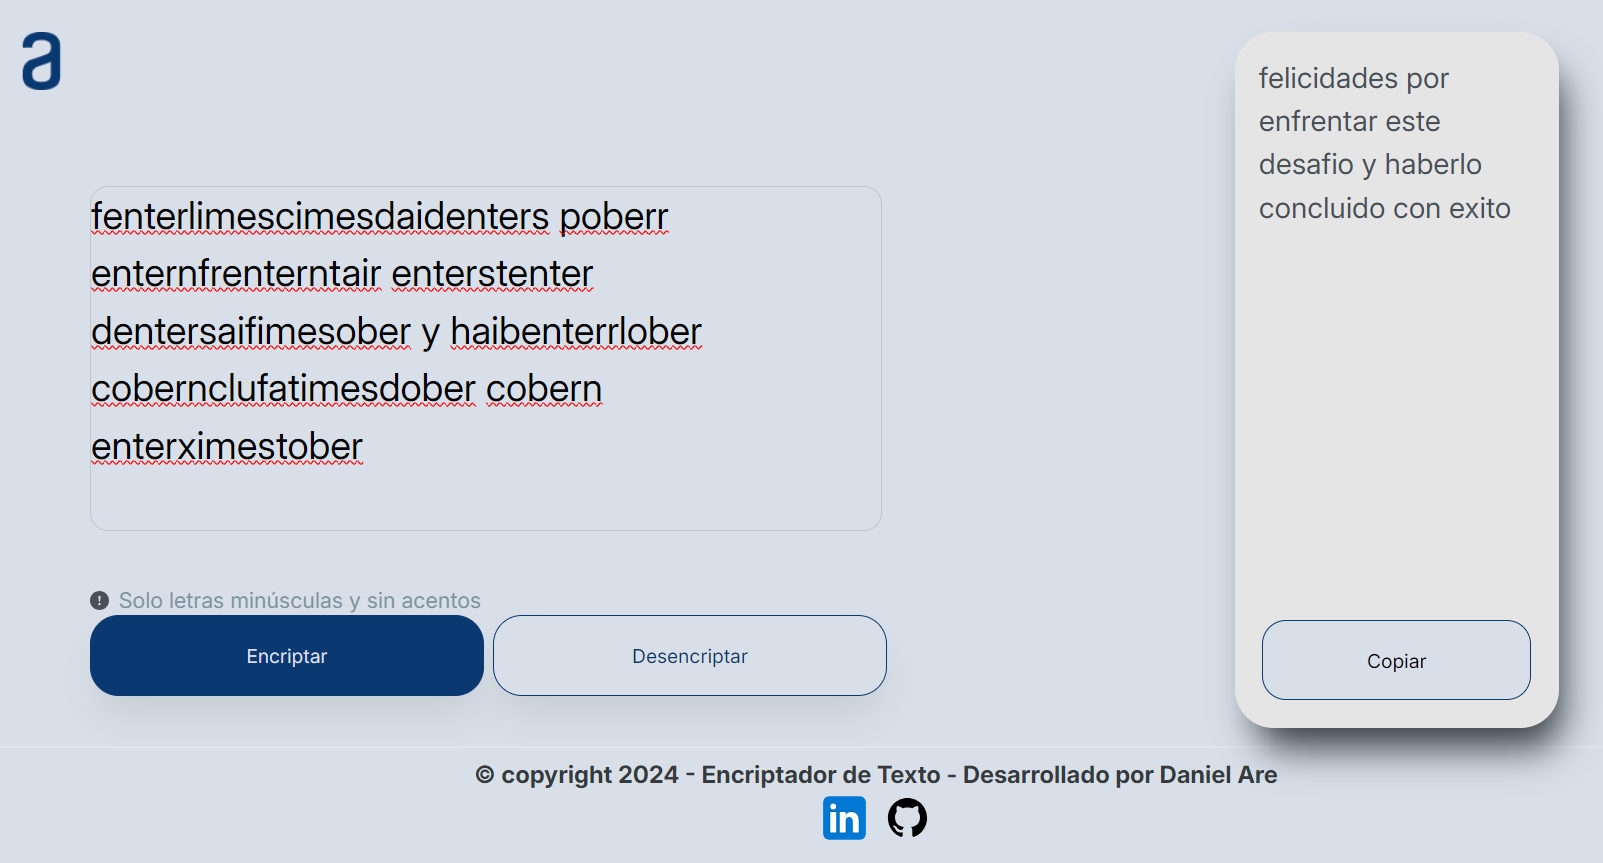 a
fenterlimescimesdaidenters poberr
enternfrenterntair enterstenter
dentersaifimesober y haibenterrlober
cobernclufatimesdober cobern
enterximestober
Solo letras minúsculas y sin acentos
Encriptar
Desencriptar
felicidades por
enfrentar este
desafio y haberlo
concluido con exito
Copiar
© copyright 2024 - Encriptador de Texto - Desarrollado por Daniel Are
in